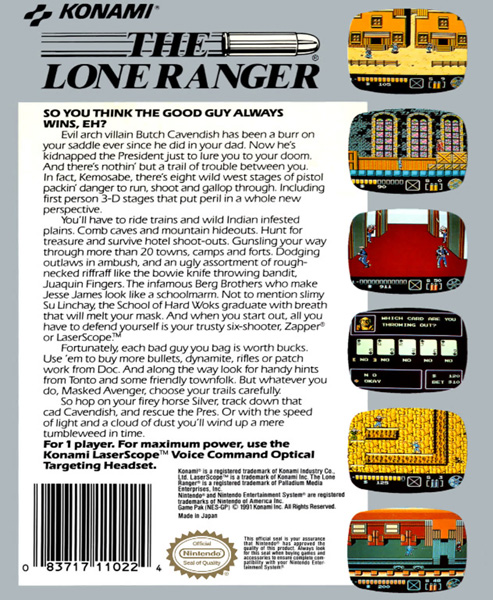 KONAMI®
THE
LONE RANGER®
SO YOU THINK THE GOOD GUY ALWAYS
WINS, EH?
Evil arch villain Butch Cavendish has been a burr on
your saddle ever since he did in your dad. Now he's
kidnapped the President just to lure you to your doom.
And there's nothin' but a trail of trouble between you.
In fact, Kemosabe, there's eight wild west stages of pistol
packin' danger to run, shoot and gallop through. Including
first person 3-D stages that put peril in a whole new
perspective.
You'll have to ride trains and wild Indian infested
plains. Comb caves and mountain hideouts. Hunt for
treasure and survive hotel shoot-outs. Gunsling your way
through more than 20 towns, camps and forts. Dodging
outlaws in ambush, and an ugly assortment of rough-
necked riffraff like the bowie knife throwing bandit,
Juaquin Fingers. The infamous Berg Brothers who make
Jesse James look like a schoolmarm. Not to mention slimy
Su Linchay, the School of Hard Woks graduate with breath
that will melt your mask. And when you start out, all you
have to defend yourself is your trusty six-shooter, Zapper®
or LaserScope.™
Fortunately, each bad guy you bag is worth bucks.
Use 'em to buy more bullets, dynamite, rifles or patch
work from Doc. And along the way look for handy hints
from Tonto and some friendly townfolk. But whatever you
do, Masked Avenger, choose your trails carefully.
So hop on your firey horse Silver, track down that
cad Cavendish, and rescue the Pres. Or with the speed
of light and a cloud of dust you'll wind up a mere
tumbleweed in time.
For 1 player. For maximum power, use the
Konami LaserScope™ Voice Command Optical
Targeting Headset.
Konami® is a registered trademark of Konami Industry Co.,
Ltd. LaserScope™ is a trademark of Konami Inc. The Lone
Ranger® is a registered trademark of Palladium Media
Enterprises, Inc.
Nintendo® and Nintendo Entertainment System® are registered
trademarks of Nintendo of America Inc.
Game Pak (NES-GP) © 1991 Konami Inc. All Rights Reserved.
Made in Japan
0 83717 11022 4
Official
Nintendo®
Seal of Quality
This official seal is your assurance
that Nintendo® has approved the
quality of this product. Always look
for this seal when buying games and
accessories to ensure complete com-
patibility with your Nintendo Enter-
tainment System®
105
90
911
WHICH CARD ARE YOU
THROWING OUT?
NO
OKAY
$ 120
BET $10
125
200